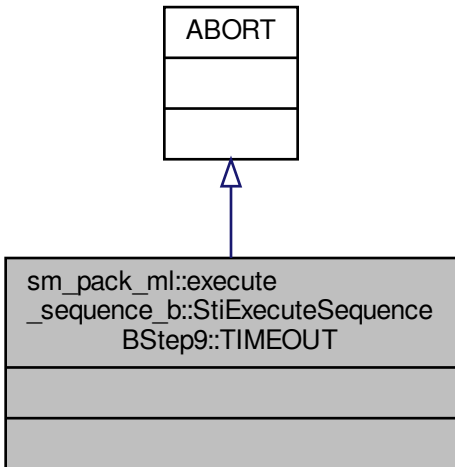 ABORT
sm_pack_ml::execute
_sequence_b::StiExecuteSequence
BStep9::TIMEOUT